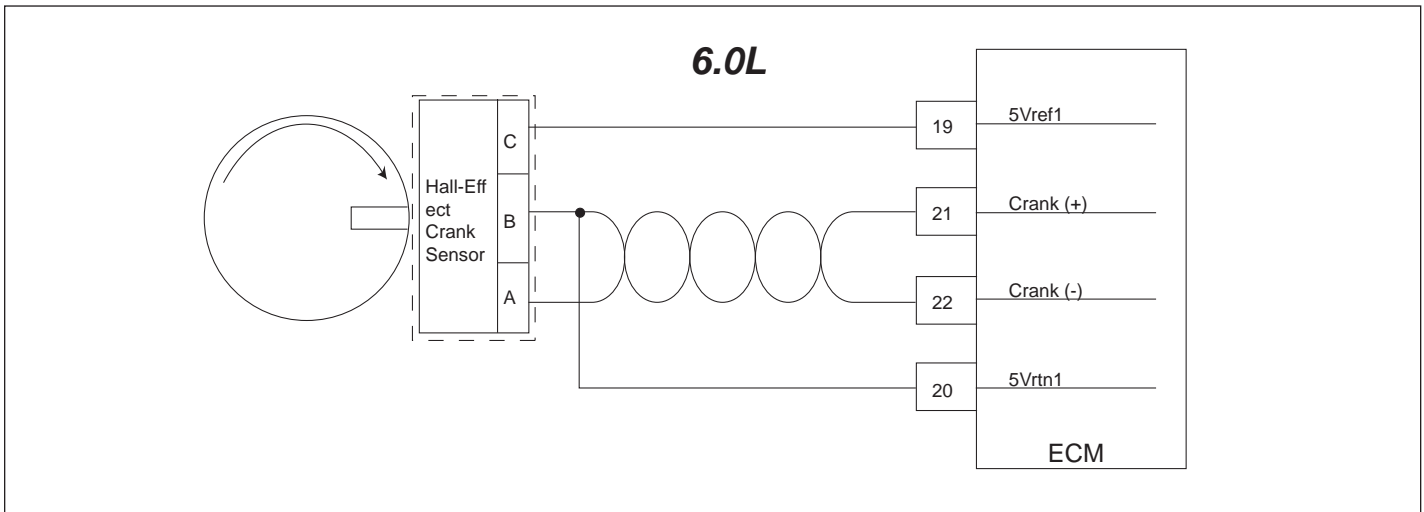 6.0L
Hall-Eff
ect
Crank
Sensor
C
B
A
19
5Vref1
21
Crank (+)
22
Crank (-)
20
5Vrtn1
ECM